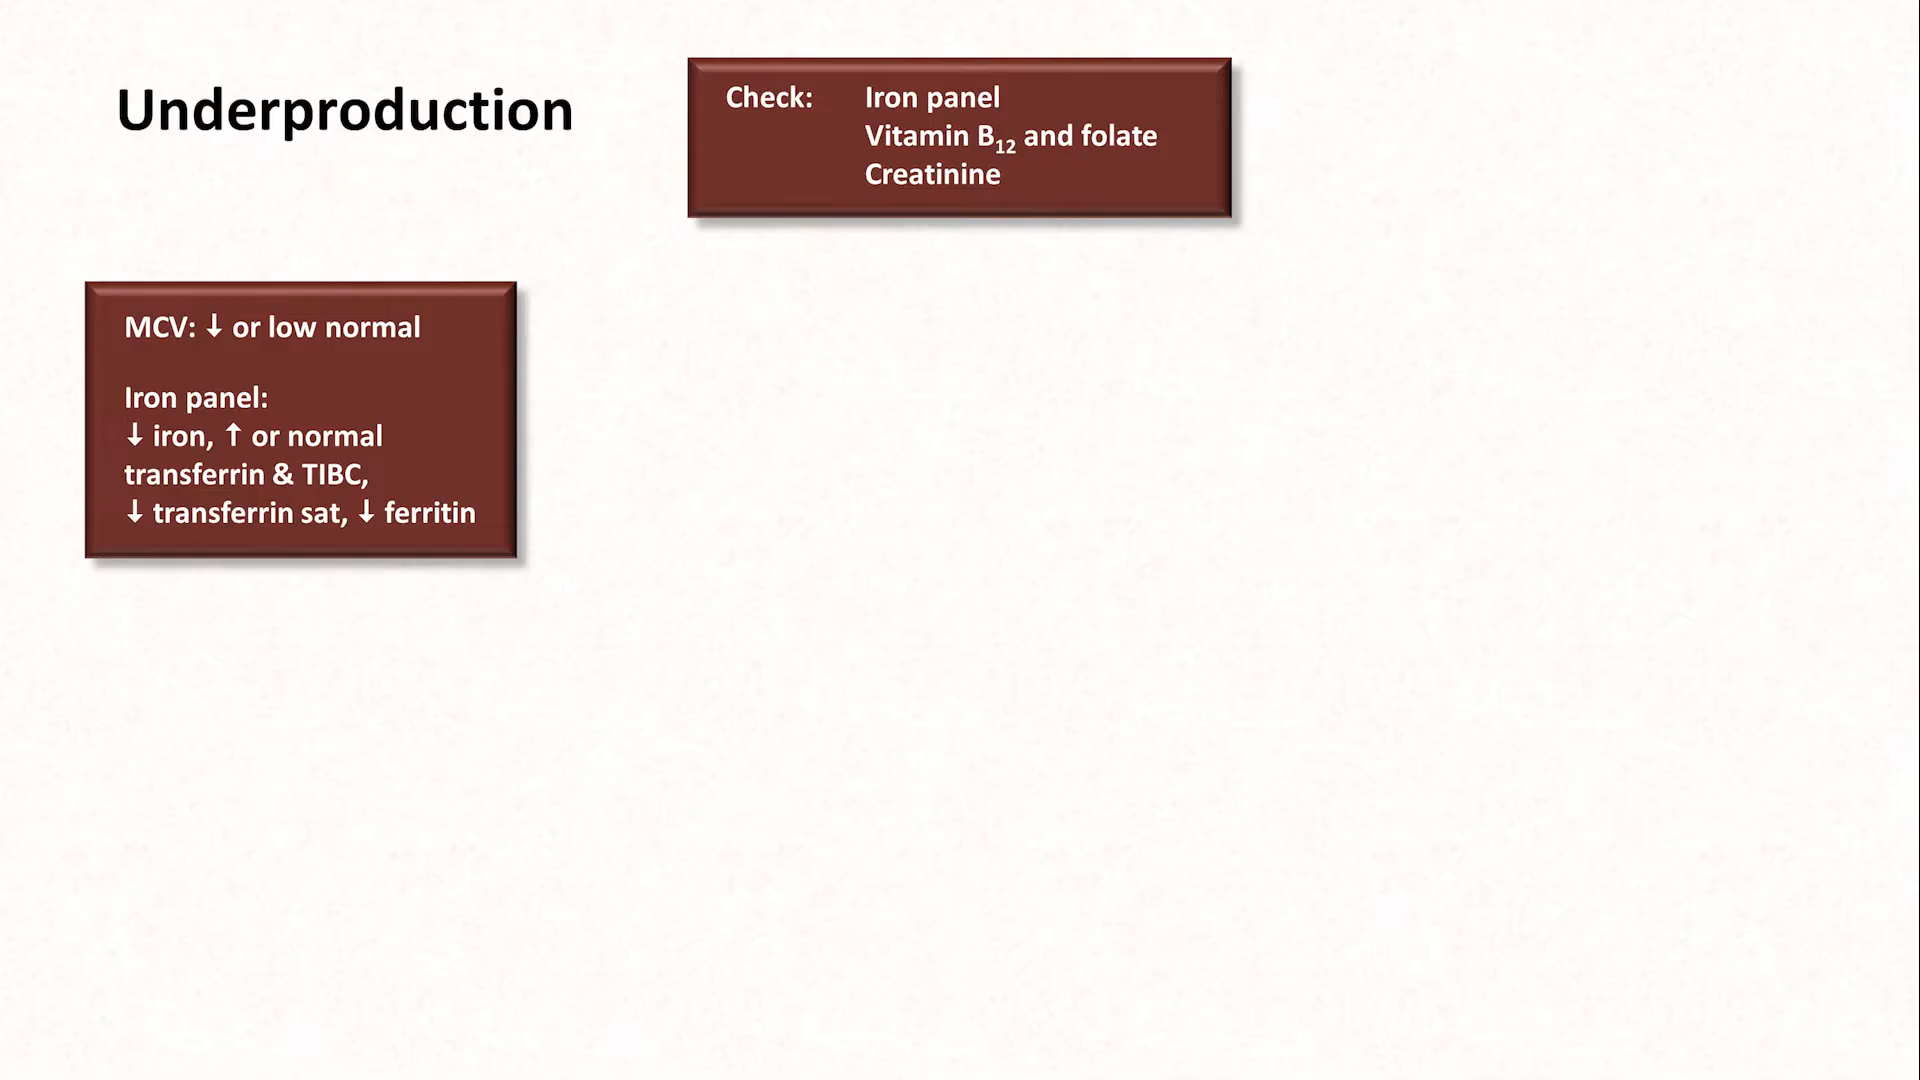 Underproduction
Check: Iron panel
Vitamin B₁₂ and folate
Creatinine
MCV: ↓ or low normal
Iron panel:
↓ iron, ↑ or normal
transferrin & TIBC,
↓ transferrin sat, ↓ ferritin